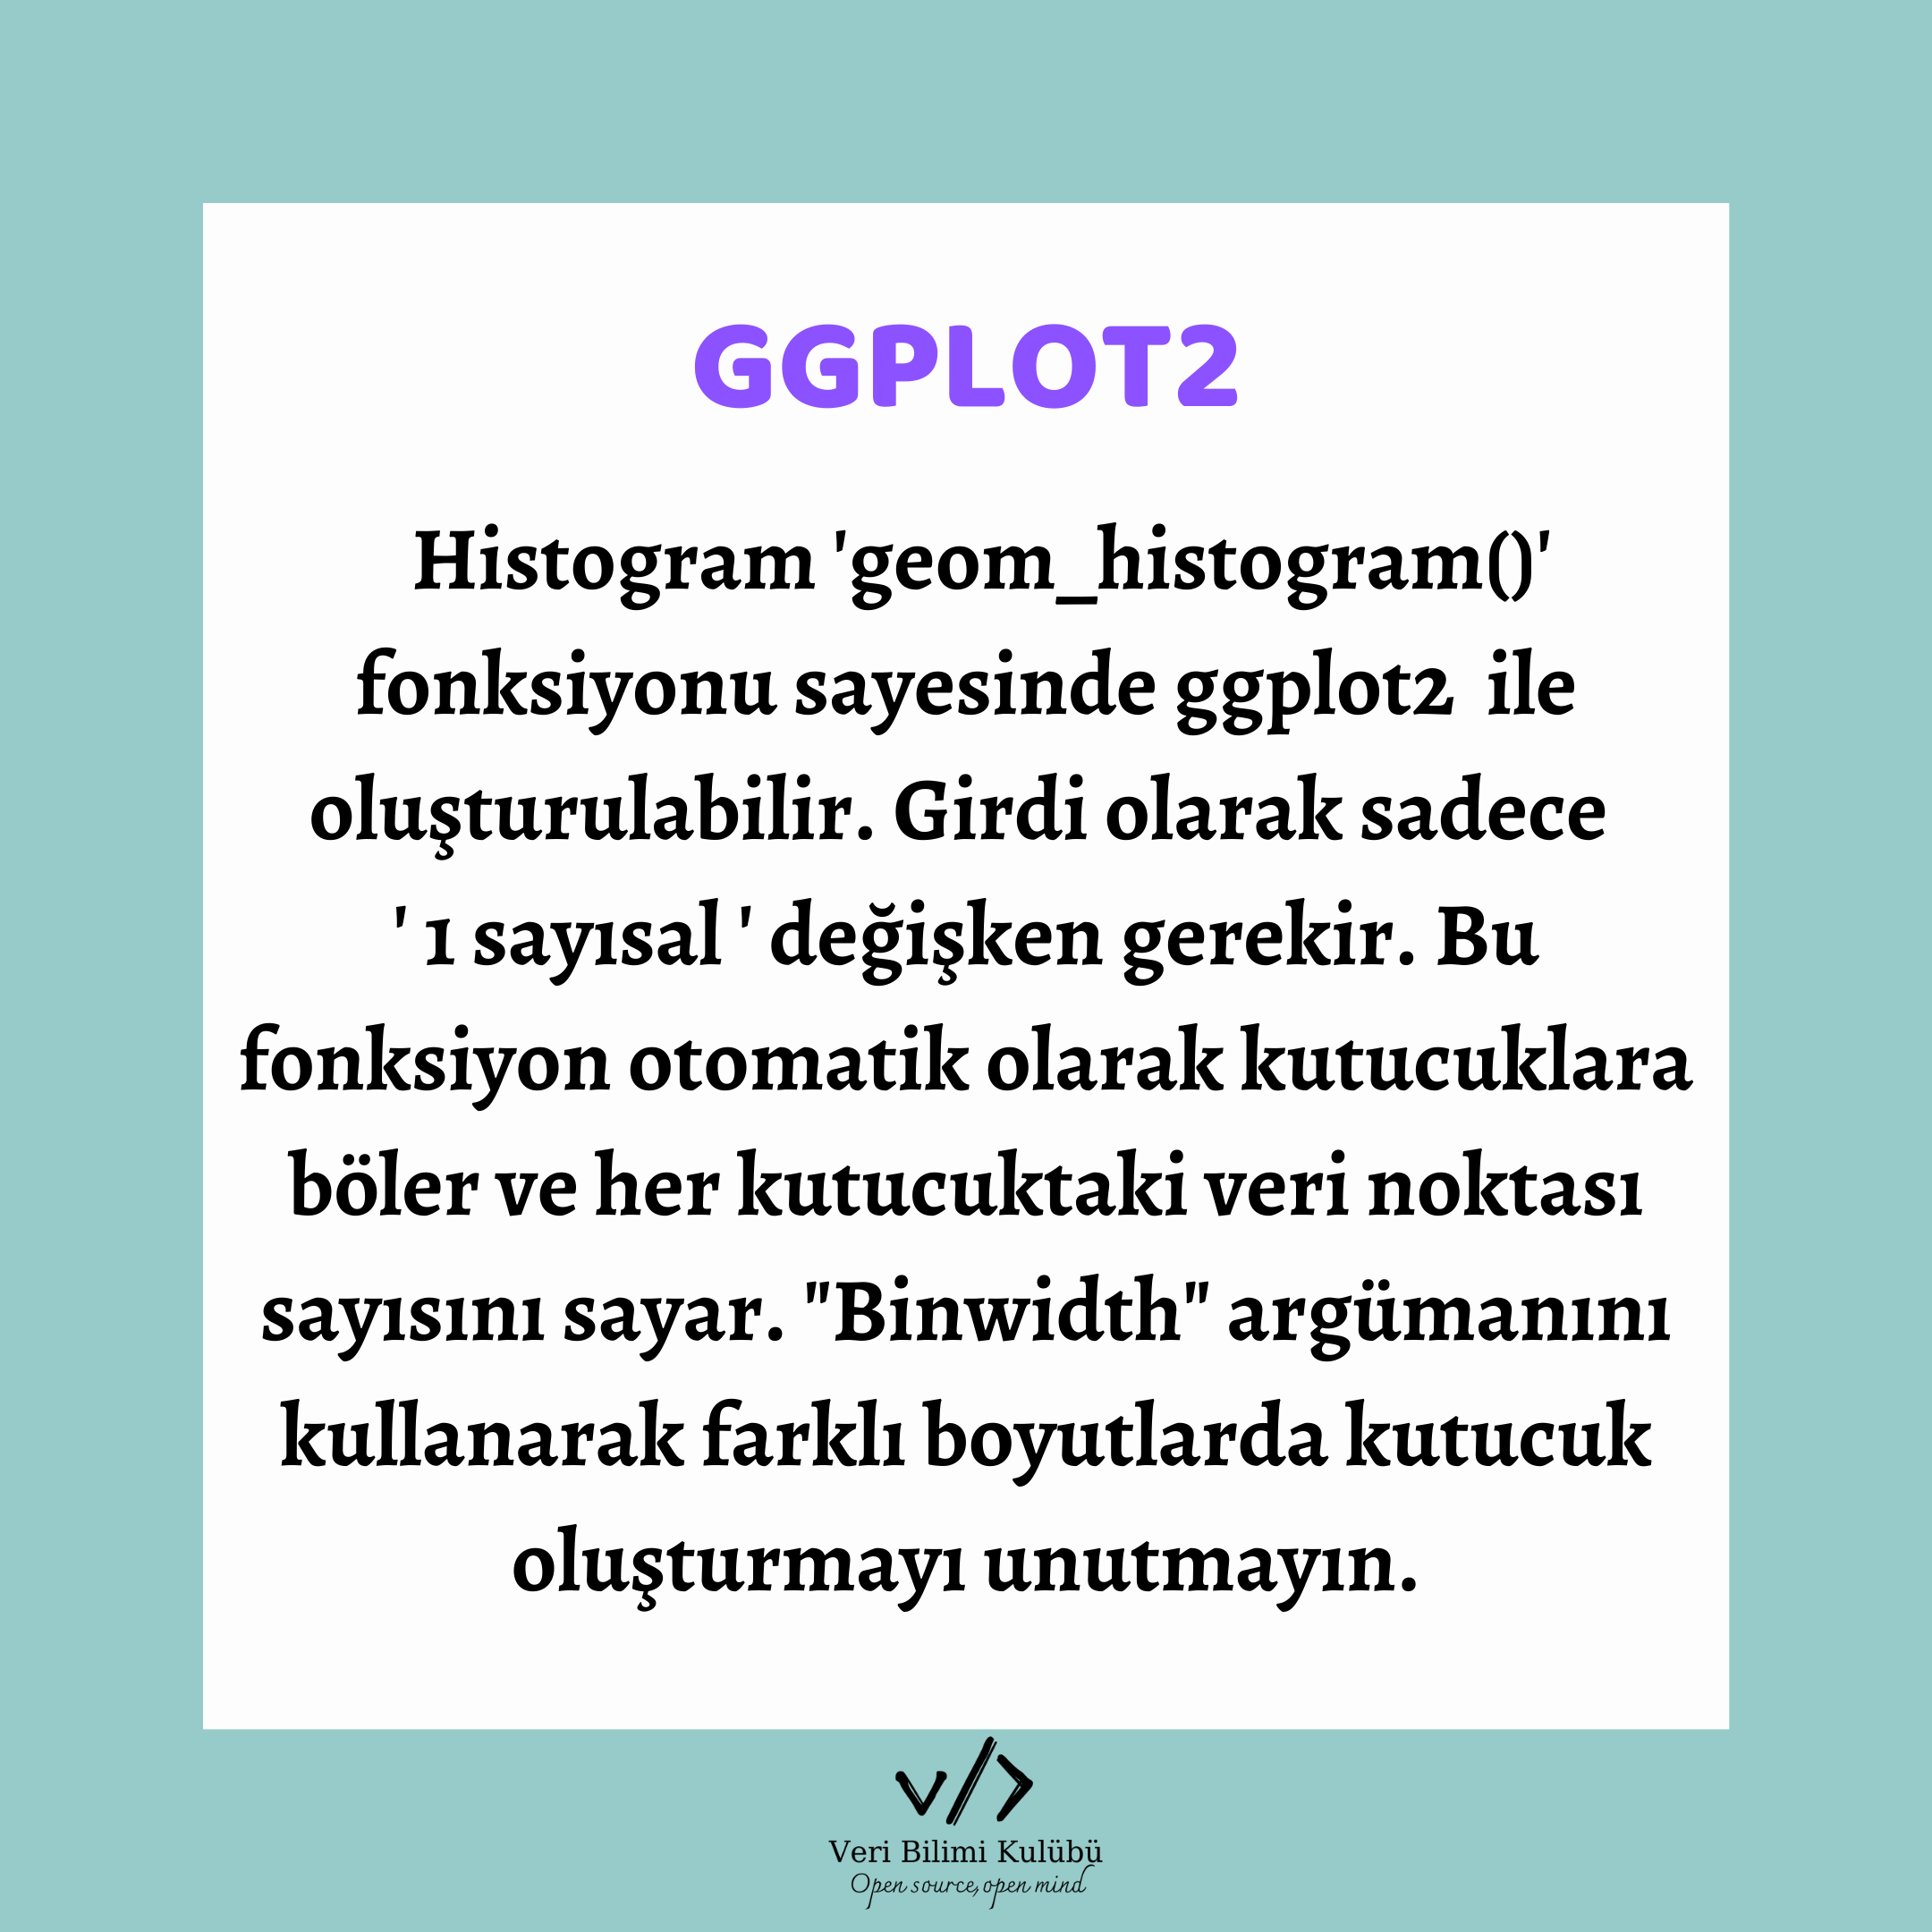 GGPLOT2
Histogram 'geom_histogram()'
fonksiyonu sayesinde ggplot2 ile
oluşturulabilir. Girdi olarak sadece
' 1 sayısal ' değişken gerekir. Bu
fonksiyon otomatik olarak kutucuklara
böler ve her kutucuktaki veri noktası
sayısını sayar. "Binwidth" argümanını
kullanarak farklı boyutlarda kutucuk
oluşturmayı unutmayın.
Veri Bilimi Kulübü
Open source, open mind